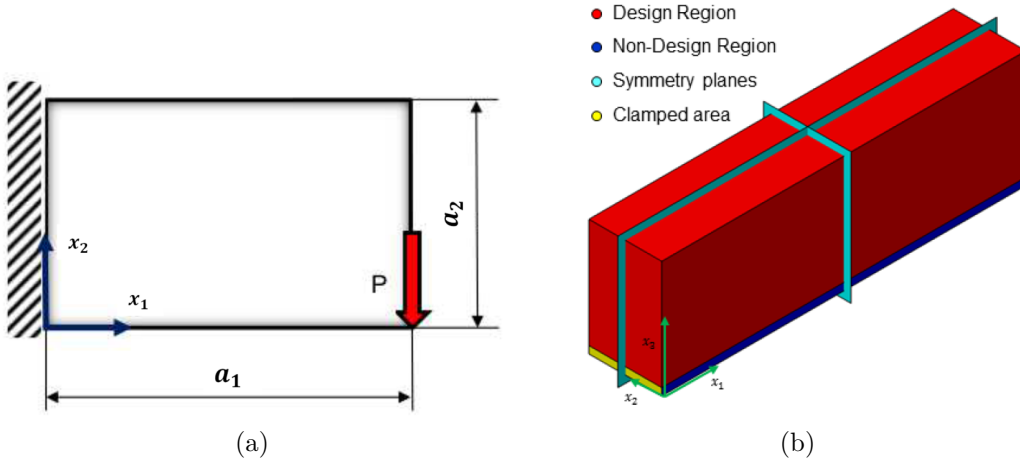 x₂
x₁
P
a₂
a₁
(a)
Design Region
Non-Design Region
Symmetry planes
Clamped area
x₂
x₂
x₁
(b)